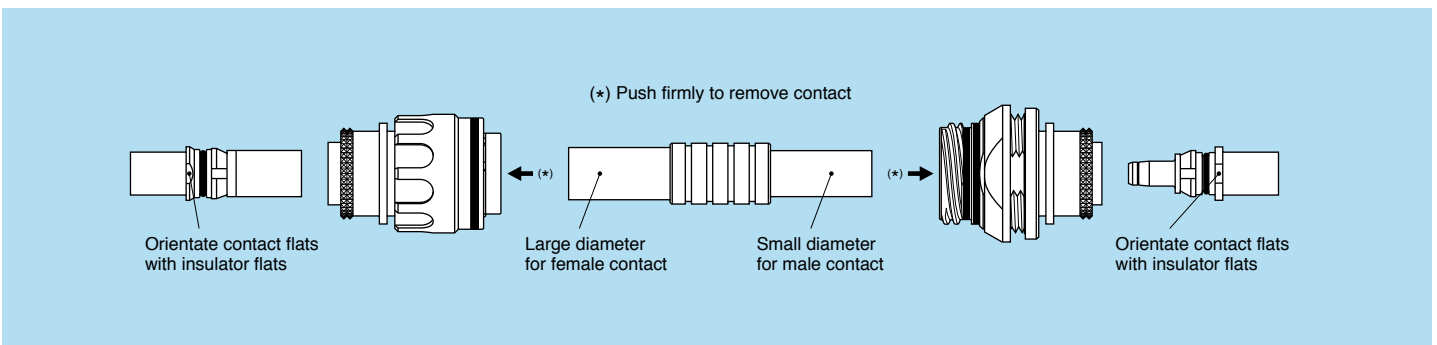 (*) Push firmly to remove contact
(*)
(*)
Orientate contact flats
with insulator flats
Large diameter
for female contact
Small diameter
for male contact
Orientate contact flats
with insulator flats